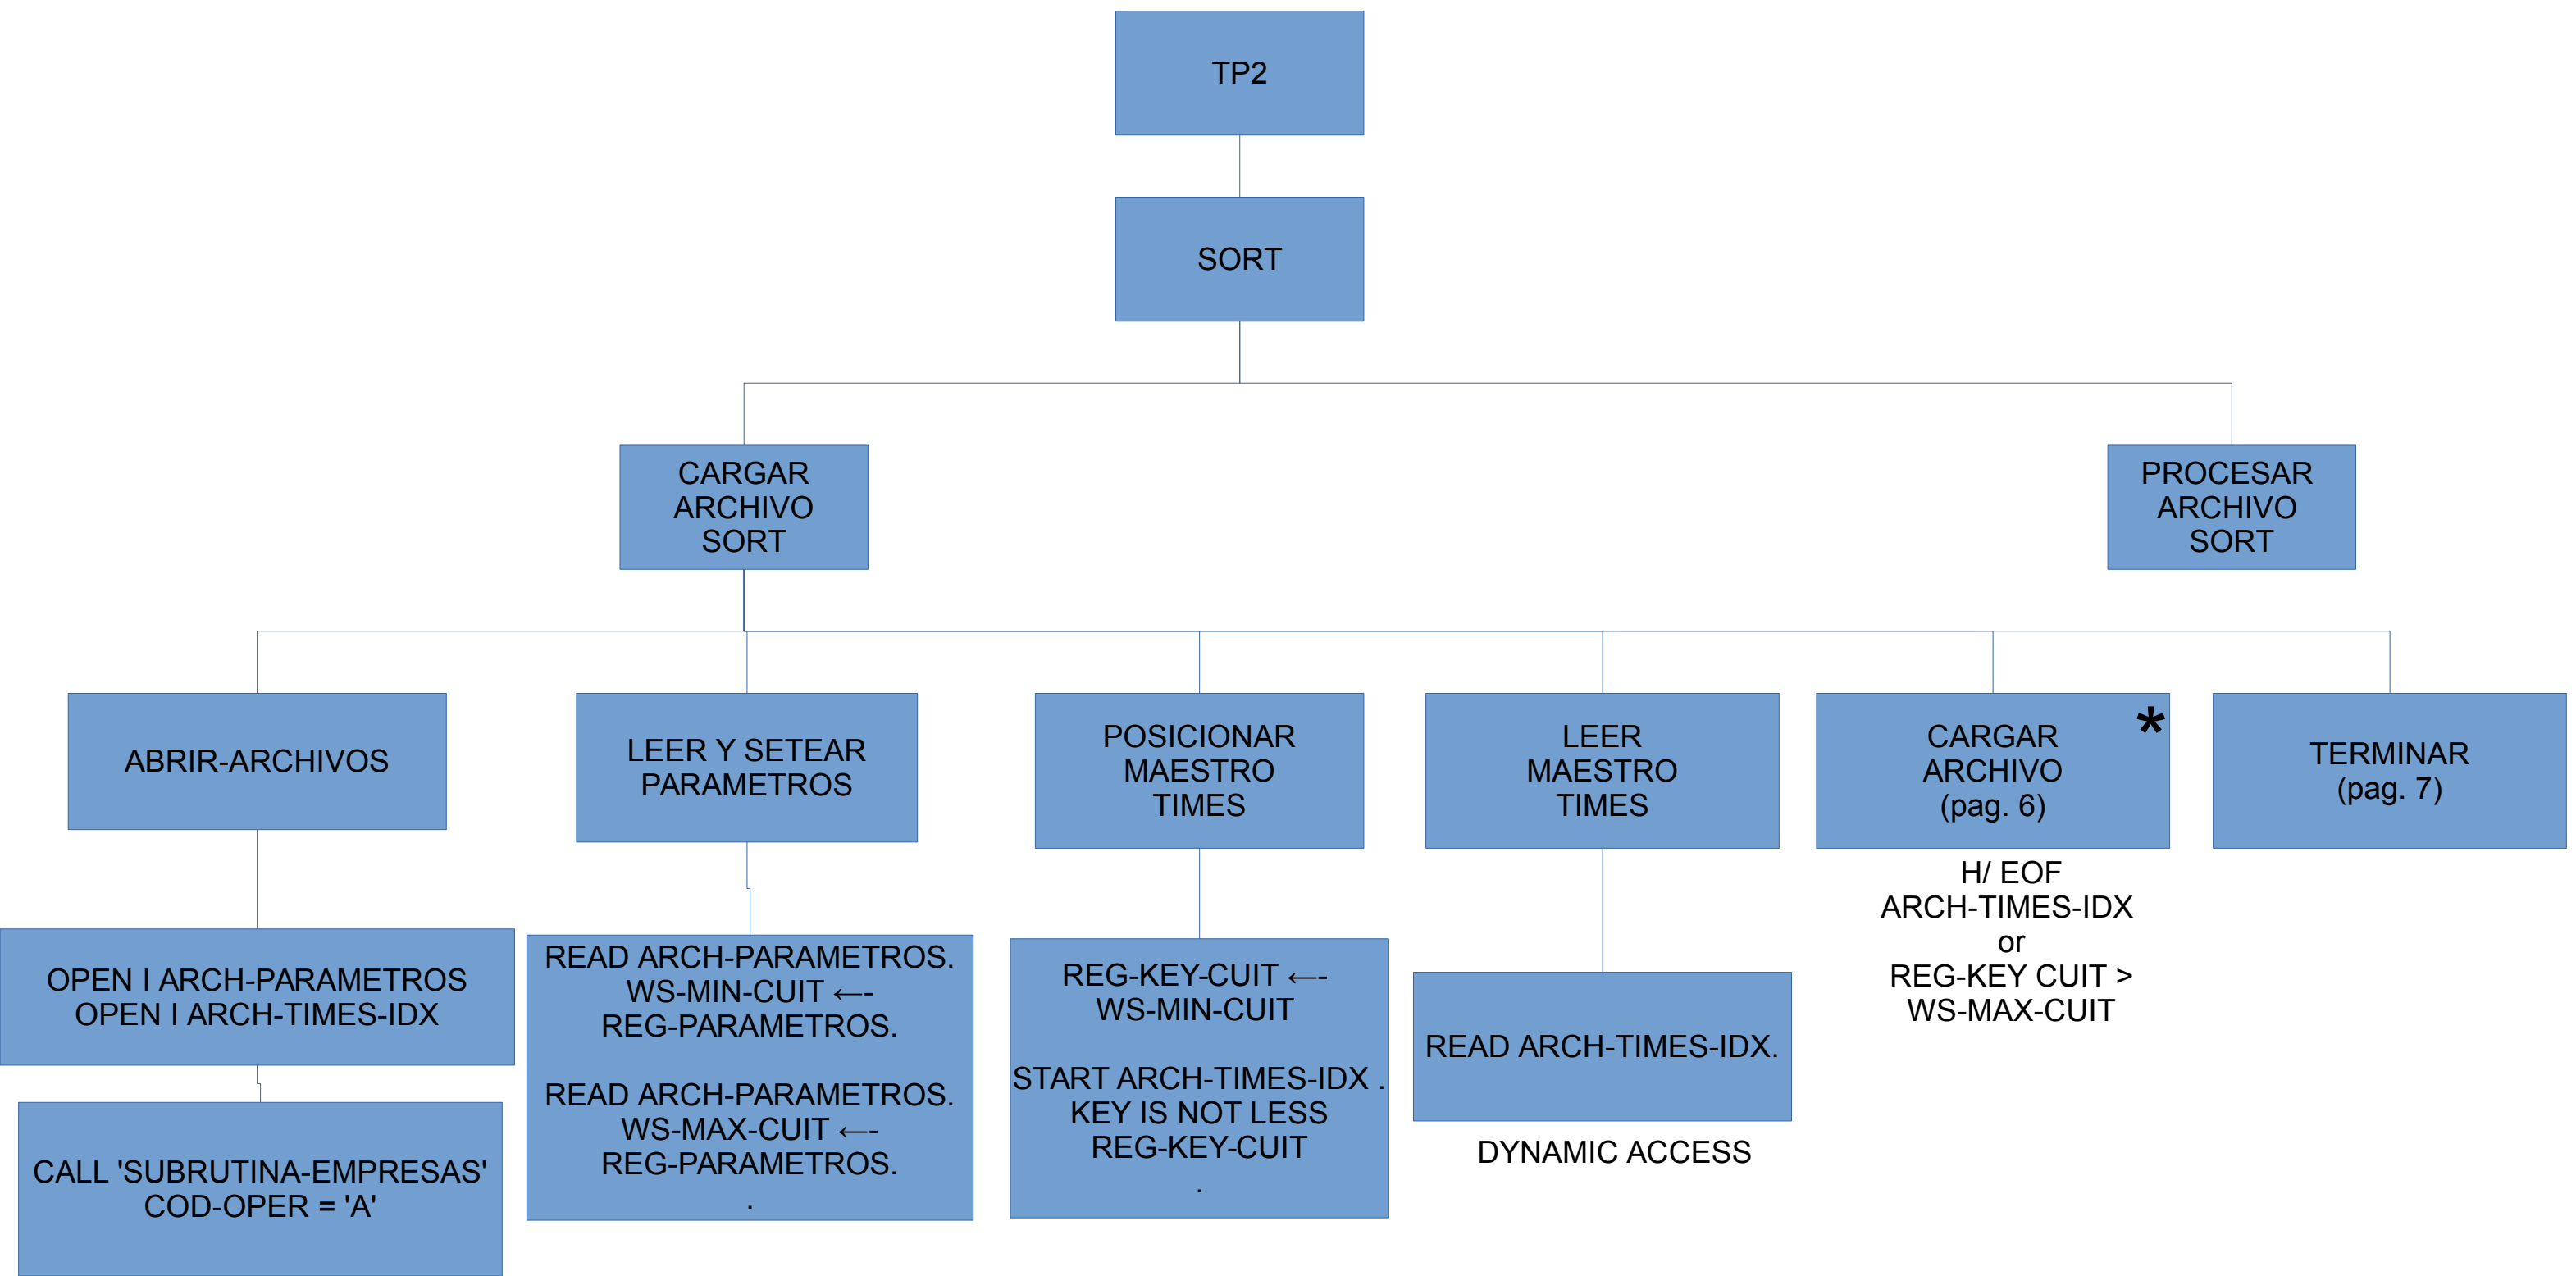 TP2
SORT
CARGAR
ARCHIVO
SORT
PROCESAR
ARCHIVO
SORT
ABRIR-ARCHIVOS
LEER Y SETEAR
PARAMETROS
POSICIONAR
MAESTRO
TIMES
LEER
MAESTRO
TIMES
CARGAR
ARCHIVO
(pag. 6)
*
TERMINAR
(pag. 7)
H/ EOF
ARCH-TIMES-IDX
or
REG-KEY CUIT >
WS-MAX-CUIT
OPEN I ARCH-PARAMETROS
OPEN I ARCH-TIMES-IDX
CALL 'SUBRUTINA-EMPRESAS'
COD-OPER = 'A'
READ ARCH-PARAMETROS.
WS-MIN-CUIT ←-
REG-PARAMETROS.
READ ARCH-PARAMETROS.
WS-MAX-CUIT ←-
REG-PARAMETROS.
.
REG-KEY-CUIT ←-
WS-MIN-CUIT
START ARCH-TIMES-IDX .
KEY IS NOT LESS
REG-KEY-CUIT
.
READ ARCH-TIMES-IDX.
DYNAMIC ACCESS